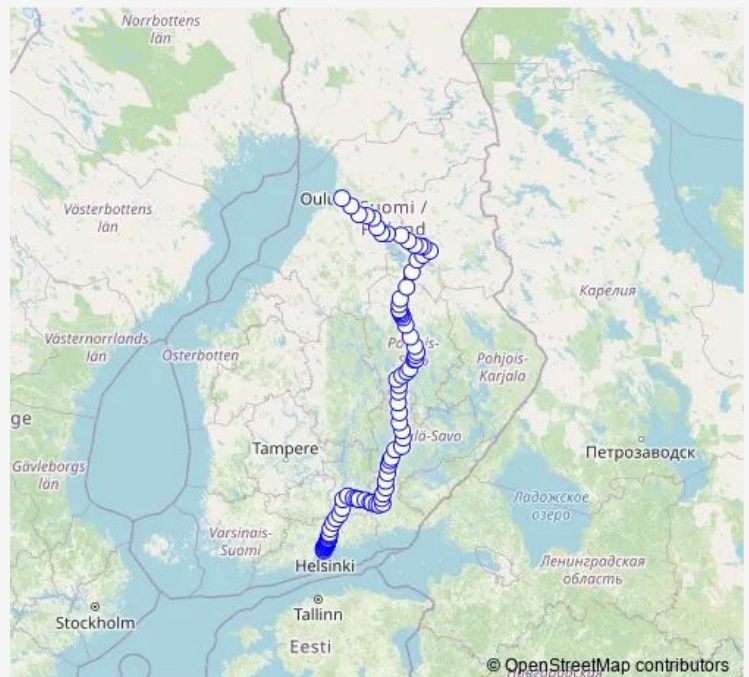 Norrbottens
län
Oulu
Suomi /
Västerbottens
län
Карелия
Västernorrlands
län
Österbotten
Pohjois-
Karjala
Tampere
Петрозаводск
Gävleborgs
län
Ладожское
озеро
Varsinais-
Suomi
Helsinki
Ленинградская
область
Tallinn
Stockholm
Eesti
© OpenStreetMap contributors